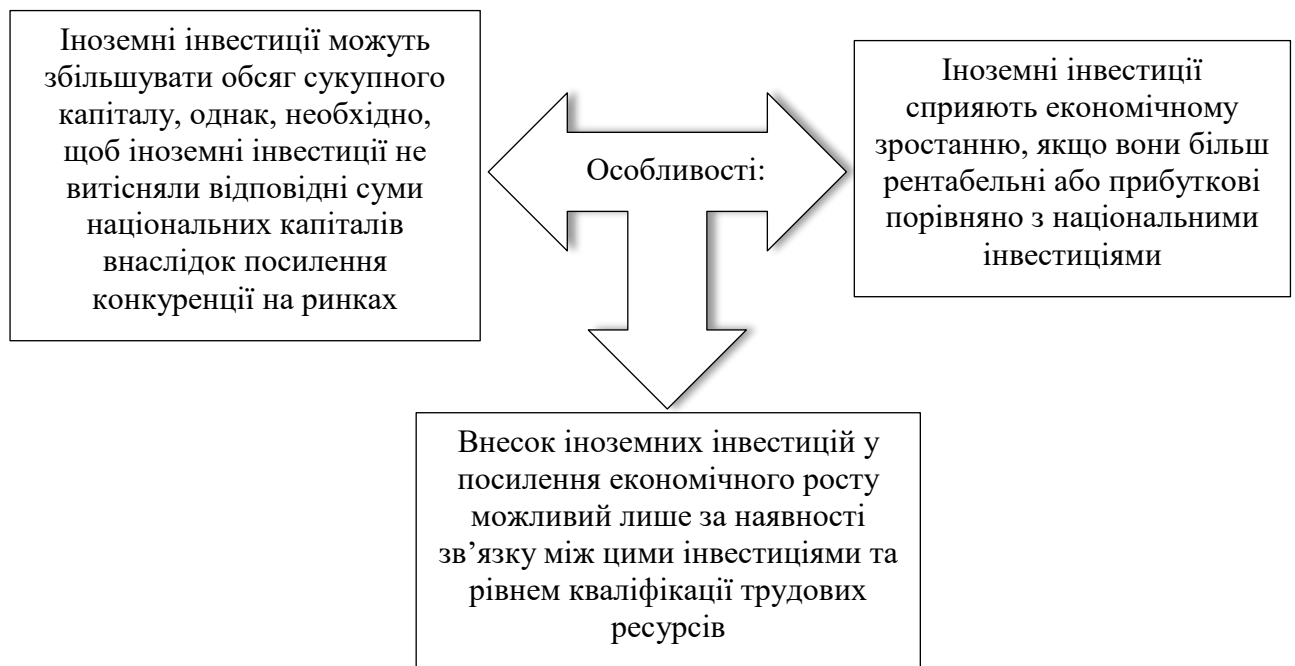 Іноземні інвестиції можуть
збільшувати обсяг сукупного
капіталу, однак, необхідно,
щоб іноземні інвестиції не
витісняли відповідні суми
національних капіталів
внаслідок посилення
конкуренції на ринках
Особливості:
Іноземні інвестиції
сприяють економічному
зростанню, якщо вони більш
рентабельні або прибуткові
порівняно з національними
інвестиціями
Внесок іноземних інвестицій у
посилення економічного росту
можливий лише за наявності
зв’язку між цими інвестиціями та
рівнем кваліфікації трудових
ресурсів